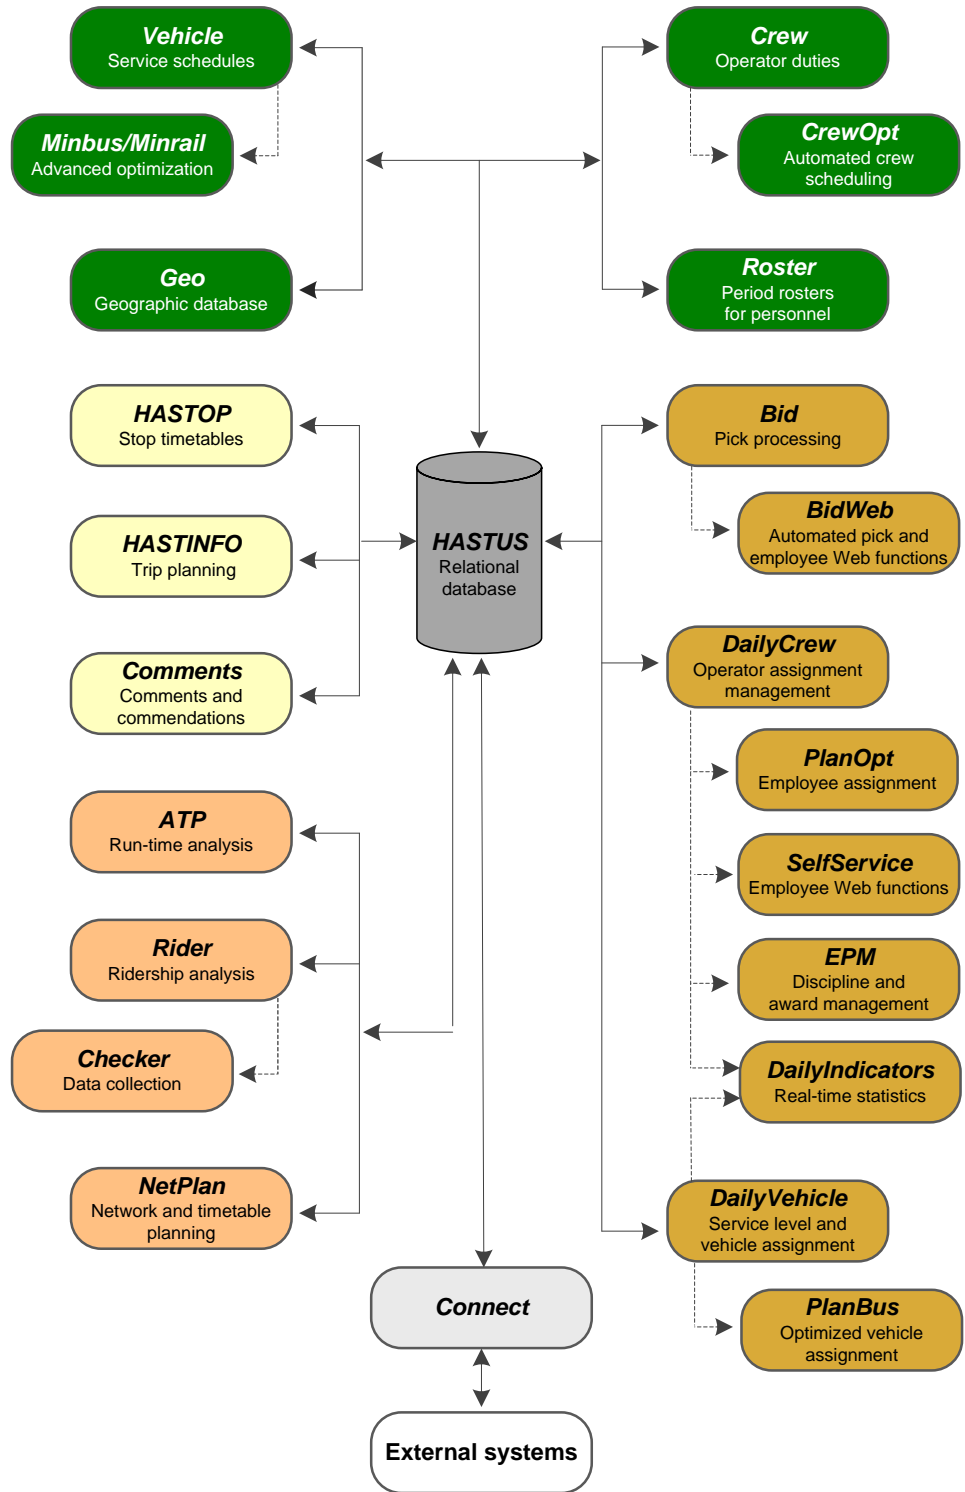 Vehicle
Service schedules
Crew
Operator duties
Minbus/Minrail
Advanced optimization
CrewOpt
Automated crew
scheduling
Geo
Geographic database
Roster
Period rosters
for personnel
HASTOP
Stop timetables
Bid
Pick processing
HASTINFO
Trip planning
HASTUS
Relational
database
BidWeb
Automated pick and
employee Web functions
Comments
Comments and
commendations
DailyCrew
Operator assignment
management
PlanOpt
Employee assignment
ATP
Run-time analysis
SelfService
Employee Web functions
Rider
Ridership analysis
EPM
Discipline and
award management
Checker
Data collection
DailyIndicators
Real-time statistics
NetPlan
Network and timetable
planning
DailyVehicle
Service level and
vehicle assignment
Connect
PlanBus
Optimized vehicle
assignment
External systems